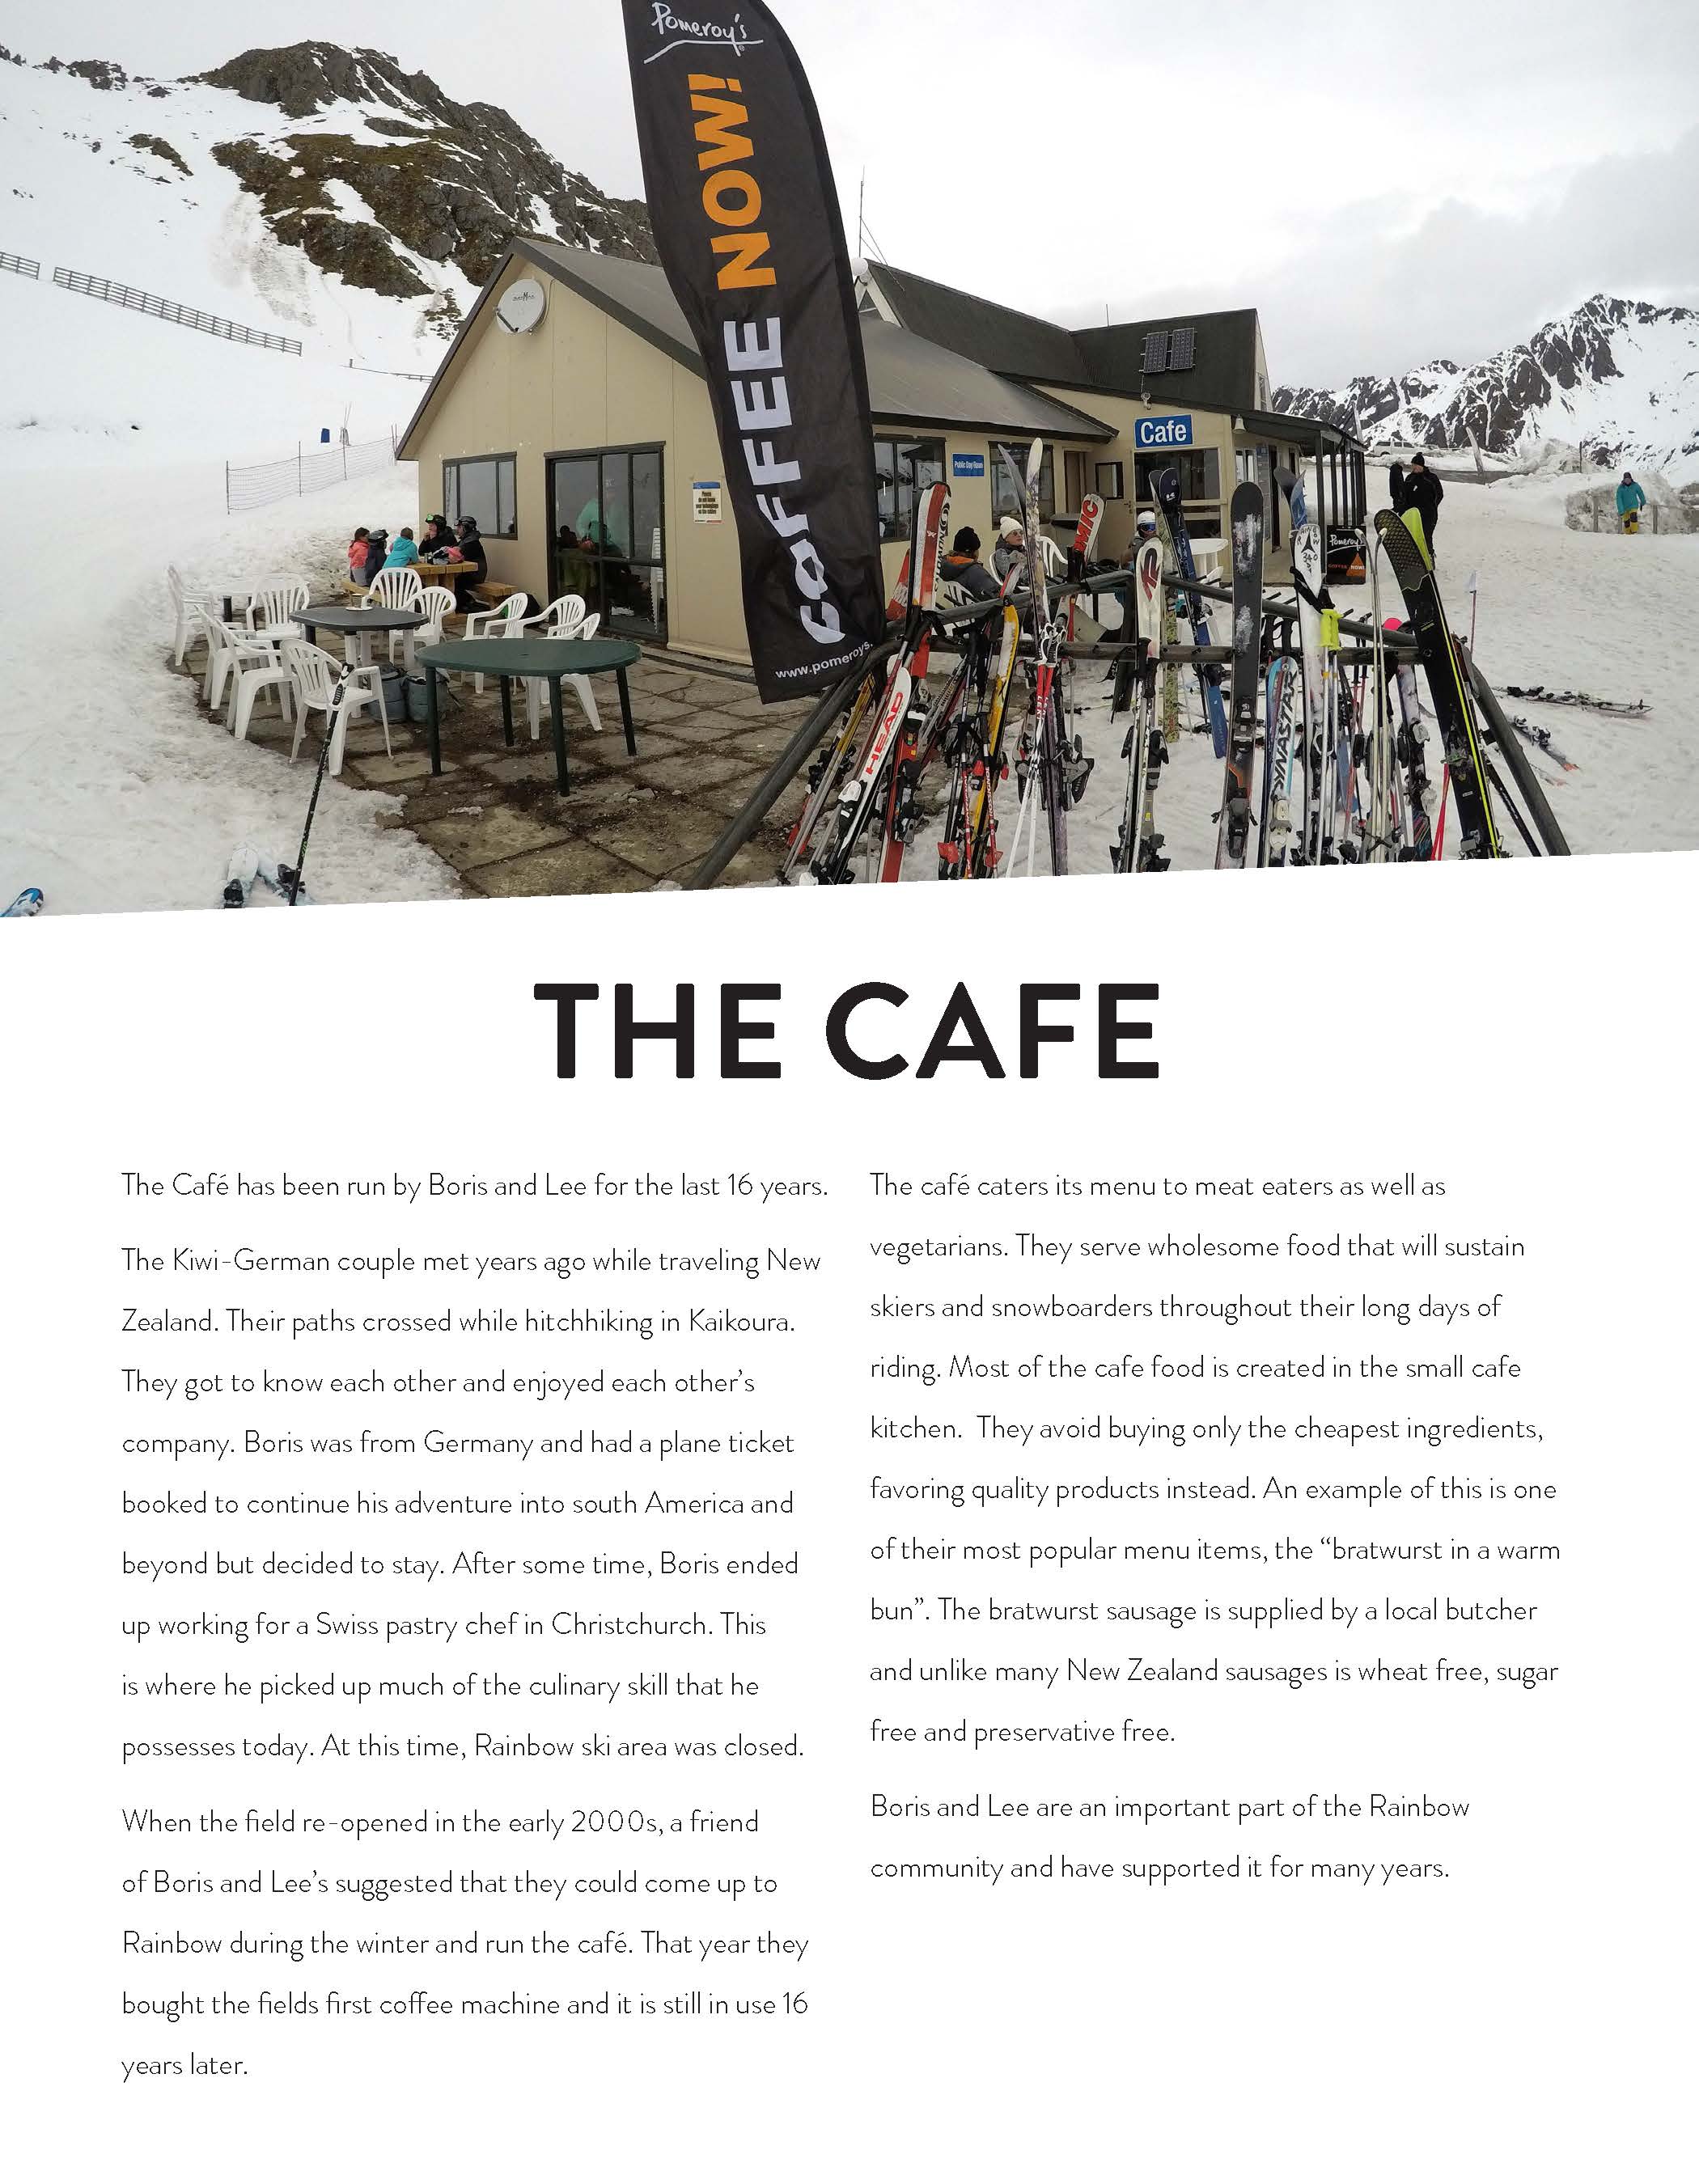 Pomeroy's
COFFEE NOW!
www.pomeroys.
Cafe
Public Day Room
Pomeroy's
HEAD
K2
THE CAFE
The Café has been run by Boris and Lee for the last 16 years.
The Kiwi-German couple met years ago while traveling New
Zealand. Their paths crossed while hitchhiking in Kaikoura.
They got to know each other and enjoyed each other’s
company. Boris was from Germany and had a plane ticket
booked to continue his adventure into south America and
beyond but decided to stay. After some time, Boris ended
up working for a Swiss pastry chef in Christchurch. This
is where he picked up much of the culinary skill that he
possesses today. At this time, Rainbow ski area was closed.
When the field re-opened in the early 2000s, a friend
of Boris and Lee’s suggested that they could come up to
Rainbow during the winter and run the café. That year they
bought the fields first coffee machine and it is still in use 16
years later.
The café caters its menu to meat eaters as well as
vegetarians. They serve wholesome food that will sustain
skiers and snowboarders throughout their long days of
riding. Most of the cafe food is created in the small cafe
kitchen.  They avoid buying only the cheapest ingredients,
favoring quality products instead. An example of this is one
of their most popular menu items, the “bratwurst in a warm
bun”. The bratwurst sausage is supplied by a local butcher
and unlike many New Zealand sausages is wheat free, sugar
free and preservative free.
Boris and Lee are an important part of the Rainbow
community and have supported it for many years.